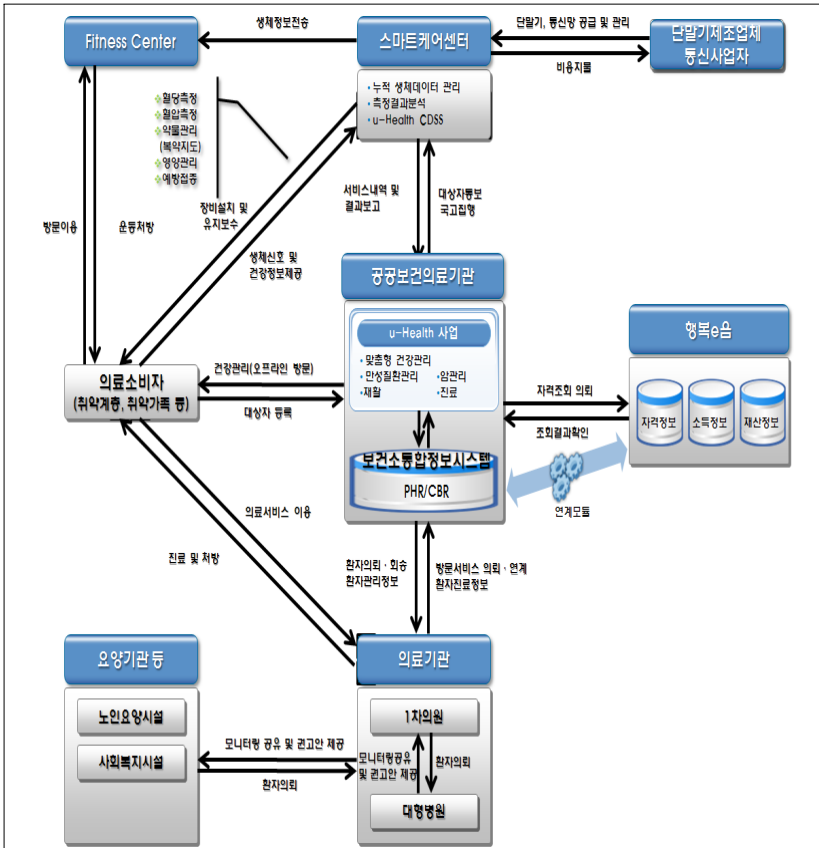 Fitness Center
생체정보전송
스마트케어센터
단말기, 통신망 공급 및 관리
비용지불
단말기제조업체
통신사업자
• 누적 생체데이터 관리
• 측정결과분석
• u-Health CDSS
혈당측정
혈압측정
약물관리
(복약지도)
영양관리
예방접종
방문이용
운동처방
장비설치 및
유지보수
생체신호 및
건강정보제공
서비스내역 및
결과보고
대상자통보
국고집행
공공보건의료기관
u-Health 사업
• 맞춤형 건강관리
• 만성질환관리 • 암관리
• 재활 • 진료
보건소통합정보시스템
PHR/CBR
행복e음
자격정보
소득정보
재산정보
자격조회 의뢰
조회결과확인
연계모듈
의료소비자
(취약계층, 취약가족 등)
건강관리(오프라인 방문)
대상자 등록
의료서비스 이용
진료 및 처방
환자의뢰 · 회송
환자관리정보
방문서비스 의뢰 · 연계
환자진료정보
요양기관 등
노인요양시설
사회복지시설
모니터링 공유 및 권고안 제공
환자의뢰
의료기관
1차의원
모니터링공유
및 권고안 제공
환자의뢰
대형병원